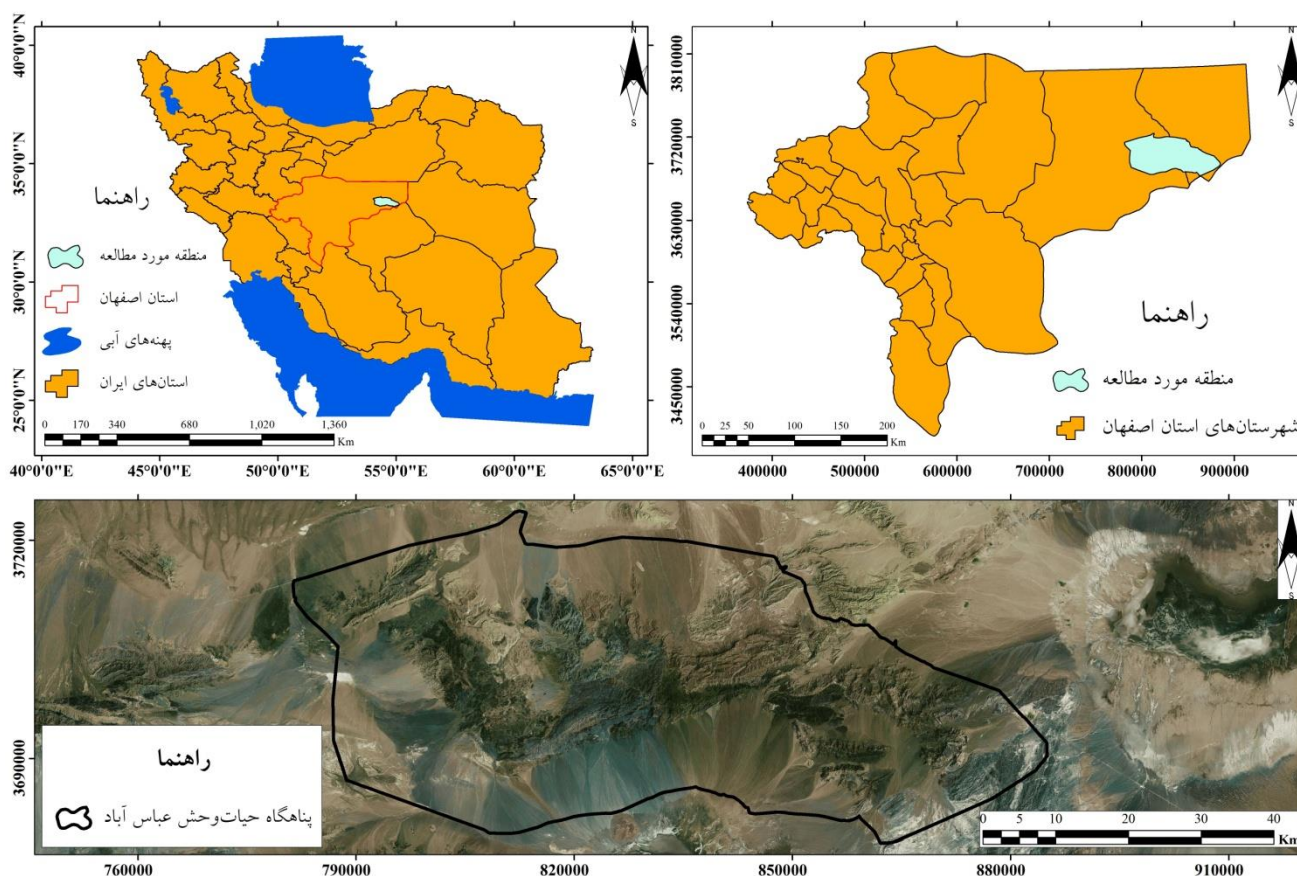 N
S
40°0'0"N
35°0'0"N
30°0'0"N
25°0'0"N
راهنما
منطقه مورد مطالعه
استان اصفهان
پهنه‌های آبی
استان‌های ایران
0 170 340 680 1,020 1,360
Km
40°0'0"E 45°0'0"E 50°0'0"E 55°0'0"E 60°0'0"E 65°0'0"E
N
S
3810000
3720000
3630000
3540000
3450000
راهنما
منطقه مورد مطالعه
شهرستان‌های استان اصفهان
0 25 50 100 150 200
Km
400000 500000 600000 700000 800000 900000
N
S
3720000
3690000
راهنما
پناهگاه حیات‌وحش عباس آباد
0 5 10 20 30 40
Km
760000 790000 820000 850000 880000 910000